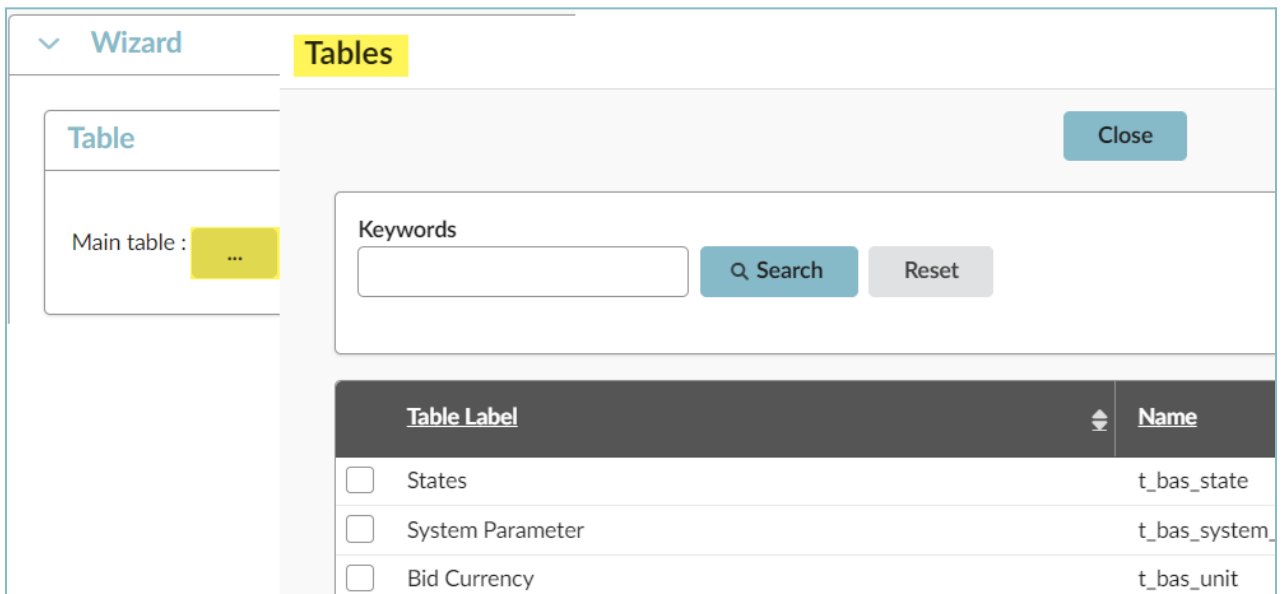 Wizard
Table
Main table :
...
Tables
Close
Keywords
Search
Reset
Table Label Name
States t_bas_state
System Parameter t_bas_system_
Bid Currency t_bas_unit